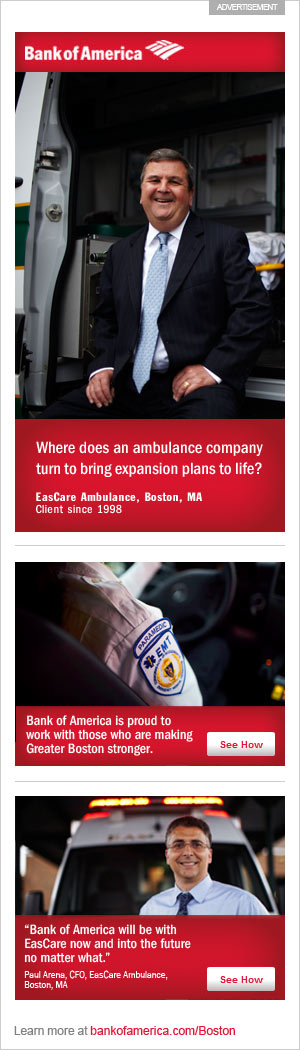 ADVERTISEMENT
Bank of America
Where does an ambulance company
turn to bring expansion plans to life?
EasCare Ambulance, Boston, MA
Client since 1998
PARAMEDIC
EMT
Bank of America is proud to
work with those who are making
Greater Boston stronger.
See How
“Bank of America will be with
EasCare now and into the future
no matter what.”
Paul Arena, CFO, EasCare Ambulance,
Boston, MA
See How
Learn more at bankofamerica.com/Boston